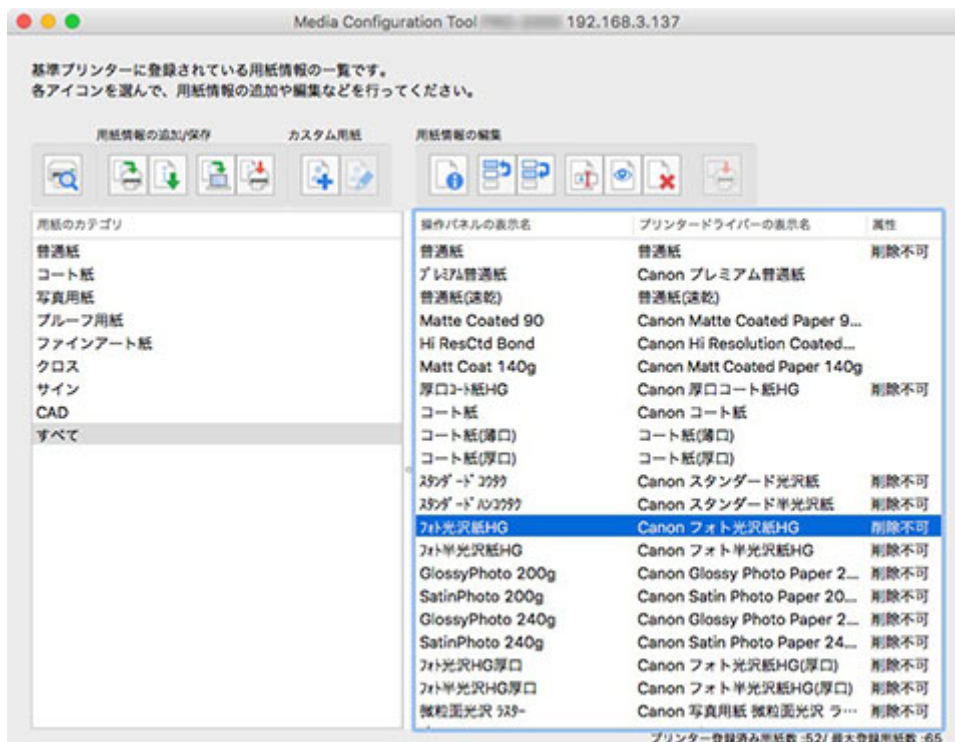 Media Configuration Tool 192.168.3.137
基準プリンターに登録されている用紙情報の一覧です。
各アイコンを選んで、用紙情報の追加や編集などを行ってください。
用紙情報の追加/保存 カスタム用紙 用紙情報の編集
用紙のカテゴリ
普通紙
コート紙
写真用紙
プルーフ用紙
ファインアート紙
クロス
サイン
CAD
すべて
操作パネルの表示名 プリンタードライバーの表示名 属性
普通紙 普通紙 削除不可
ﾌﾟﾚﾐｱﾑ普通紙 Canon プレミアム普通紙
普通紙(速乾) 普通紙(速乾)
Matte Coated 90 Canon Matte Coated Paper 9...
Hi ResCtd Bond Canon Hi Resolution Coated...
Matt Coat 140g Canon Matt Coated Paper 140g
厚口ｺｰﾄ紙HG Canon 厚口コート紙HG 削除不可
コート紙 Canon コート紙
コート紙(薄口) コート紙(薄口)
コート紙(厚口) コート紙(厚口)
ｽﾀﾝﾀﾞｰﾄﾞｺｳﾀｸ Canon スタンダード光沢紙 削除不可
ｽﾀﾝﾀﾞｰﾄﾞﾊﾝｺｳﾀｸ Canon スタンダード半光沢紙 削除不可
ﾌｫﾄ光沢紙HG Canon フォト光沢紙HG 削除不可
ﾌｫﾄ半光沢紙HG Canon フォト半光沢紙HG 削除不可
GlossyPhoto 200g Canon Glossy Photo Paper 2... 削除不可
SatinPhoto 200g Canon Satin Photo Paper 20... 削除不可
GlossyPhoto 240g Canon Glossy Photo Paper 2... 削除不可
SatinPhoto 240g Canon Satin Photo Paper 24... 削除不可
ﾌｫﾄ光沢HG厚口 Canon フォト光沢紙HG(厚口) 削除不可
ﾌｫﾄ半光沢HG厚口 Canon フォト半光沢紙HG(厚口) 削除不可
微粒面光沢 ﾗｽﾀｰ Canon 写真用紙 微粒面光沢 ラ… 削除不可
プリンター登録済み用紙数 :52/ 最大登録用紙数 :65